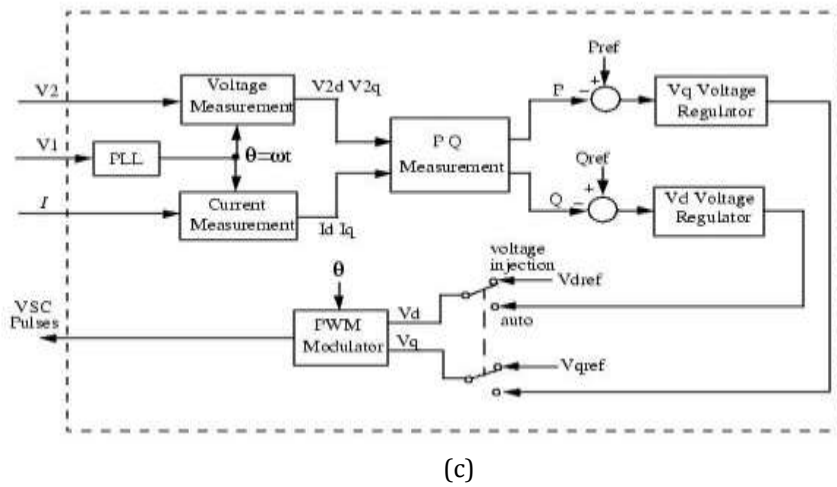 V2
Voltage
Measurement
V2d V2q
V1
PLL
θ=ωt
I
Current
Measurement
Id Iq
P Q
Measurement
P
Pref
+
−
Vq Voltage
Regulator
Q
Qref
+
−
Vd Voltage
Regulator
voltage
injection
Vdref
auto
θ
VSC
Pulses
PWM
Modulator
Vd
Vq
Vqref
(c)